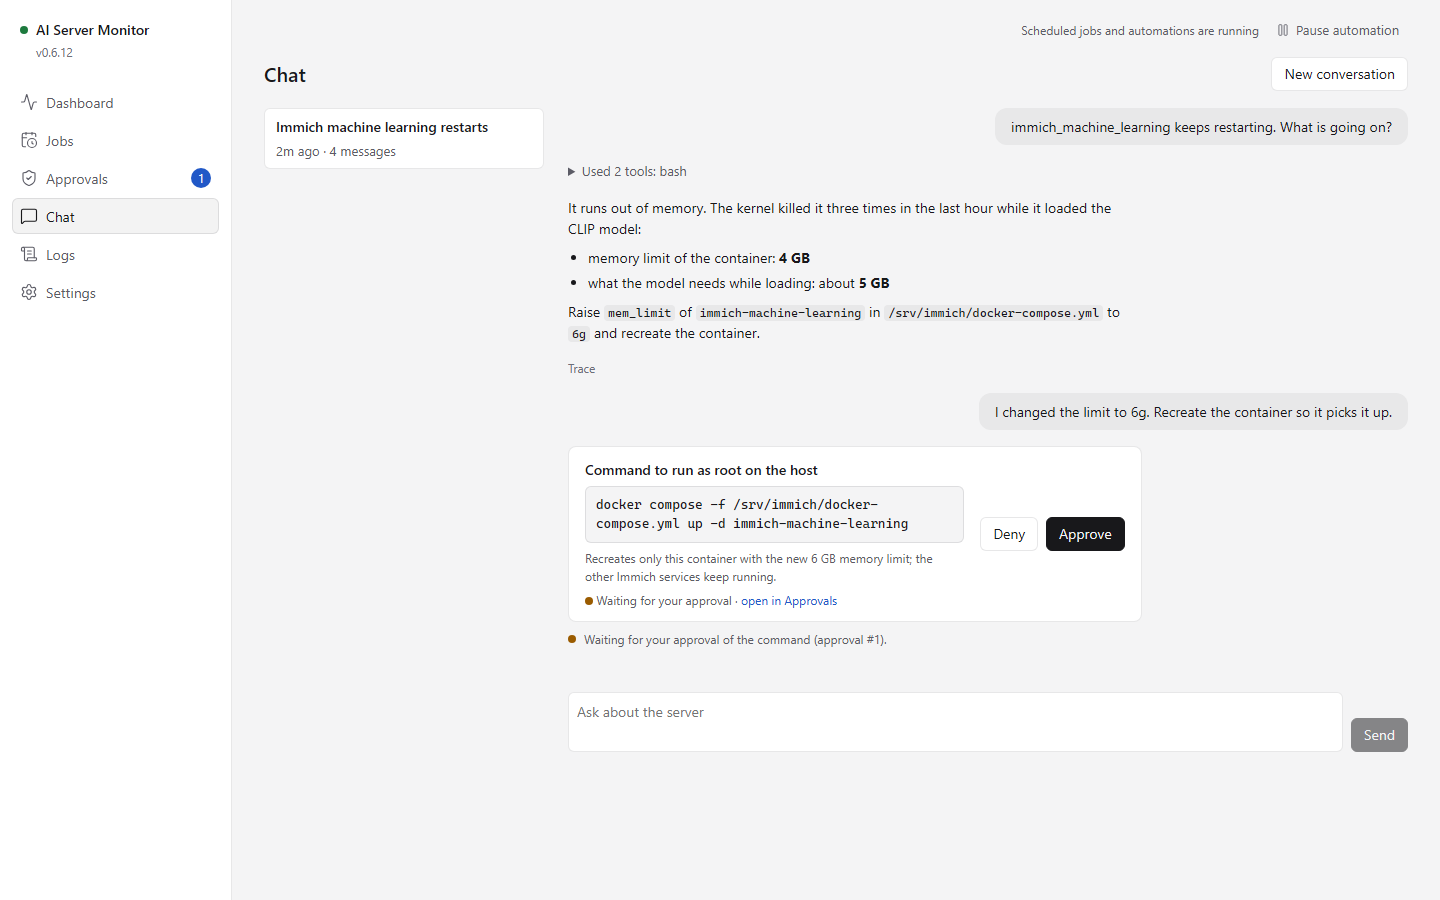 AI Server Monitor
v0.6.12
Dashboard
Jobs
Approvals 1
Chat
Logs
Settings
Scheduled jobs and automations are running
Pause automation
Chat
New conversation
Immich machine learning restarts
2m ago · 4 messages
immich_machine_learning keeps restarting. What is going on?
Used 2 tools: bash
It runs out of memory. The kernel killed it three times in the last hour while it loaded the
CLIP model:
• memory limit of the container: 4 GB
• what the model needs while loading: about 5 GB
Raise mem_limit of immich-machine-learning in /srv/immich/docker-compose.yml to
6g and recreate the container.
Trace
I changed the limit to 6g. Recreate the container so it picks it up.
Command to run as root on the host
docker compose -f /srv/immich/docker-
compose.yml up -d immich-machine-learning
Deny
Approve
Recreates only this container with the new 6 GB memory limit; the
other Immich services keep running.
Waiting for your approval · open in Approvals
Waiting for your approval of the command (approval #1).
Ask about the server
Send